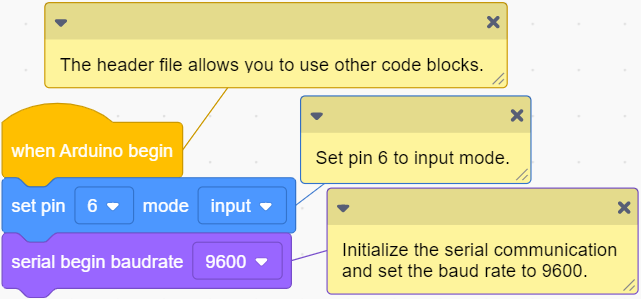 The header file allows you to use other code blocks.
when Arduino begin
Set pin 6 to input mode.
set pin 6 mode input
serial begin baudrate 9600
Initialize the serial communication
and set the baud rate to 9600.